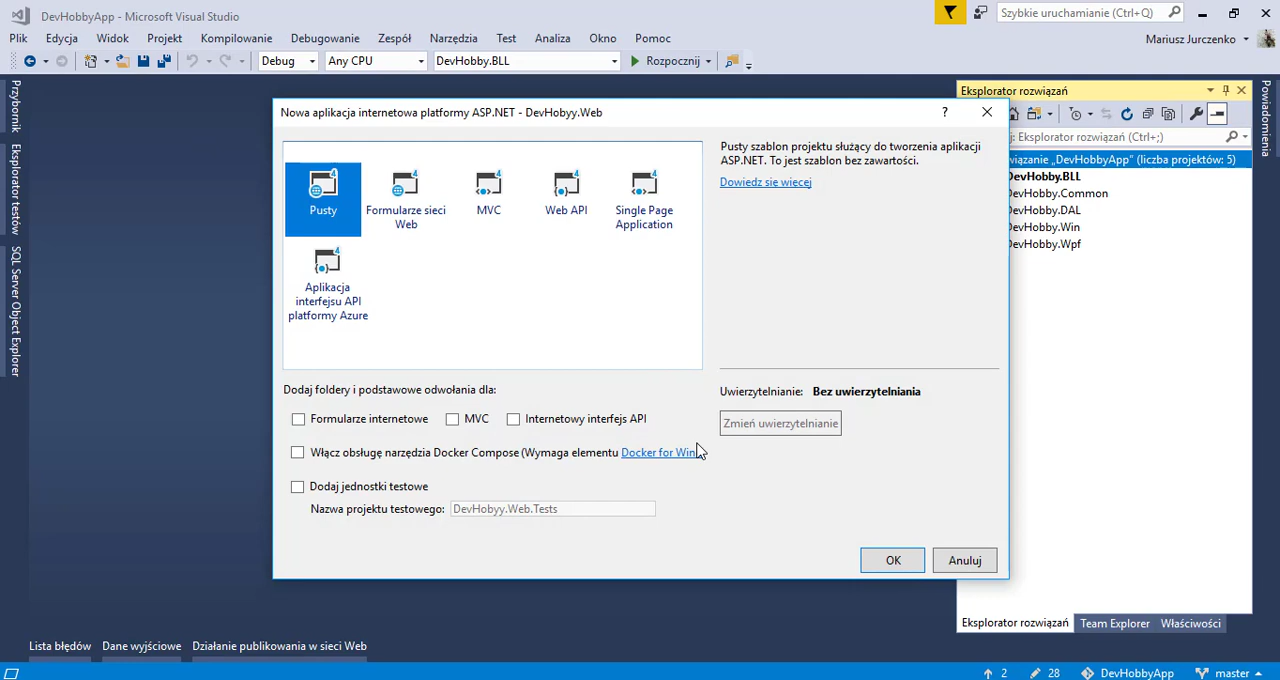 DevHobbyApp - Microsoft Visual Studio
Szybkie uruchamianie (Ctrl+Q)
Plik Edycja Widok Projekt Kompilowanie Debugowanie Zespół Narzędzia Test Analiza Okno Pomoc
Mariusz Jurczenko
Debug Any CPU DevHobby.BLL Rozpocznij
Przybornik
Eksplorator testów
SQL Server Object Explorer
Nowa aplikacja internetowa platformy ASP.NET - DevHobyy.Web
?
Pusty
Formularze sieci
Web
MVC
Web API
Single Page
Application
Aplikacja
interfejsu API
platformy Azure
Pusty szablon projektu służący do tworzenia aplikacji
ASP.NET. To jest szablon bez zawartości.
Dowiedz się więcej
Dodaj foldery i podstawowe odwołania dla:
Formularze internetowe MVC Internetowy interfejs API
Włącz obsługę narzędzia Docker Compose (Wymaga elementu Docker for Win
Dodaj jednostki testowe
Nazwa projektu testowego: DevHobyy.Web.Tests
Uwierzytelnianie: Bez uwierzytelniania
Zmień uwierzytelnianie
OK Anuluj
Eksplorator rozwiązań
Eksplorator rozwiązań (Ctrl+;)
wiązanie „DevHobbyApp” (liczba projektów: 5)
DevHobby.BLL
DevHobby.Common
DevHobby.DAL
DevHobby.Win
DevHobby.Wpf
Powiadomienia
Eksplorator rozwiązań Team Explorer Właściwości
Lista błędów Dane wyjściowe Działanie publikowania w sieci Web
2 28 DevHobbyApp master